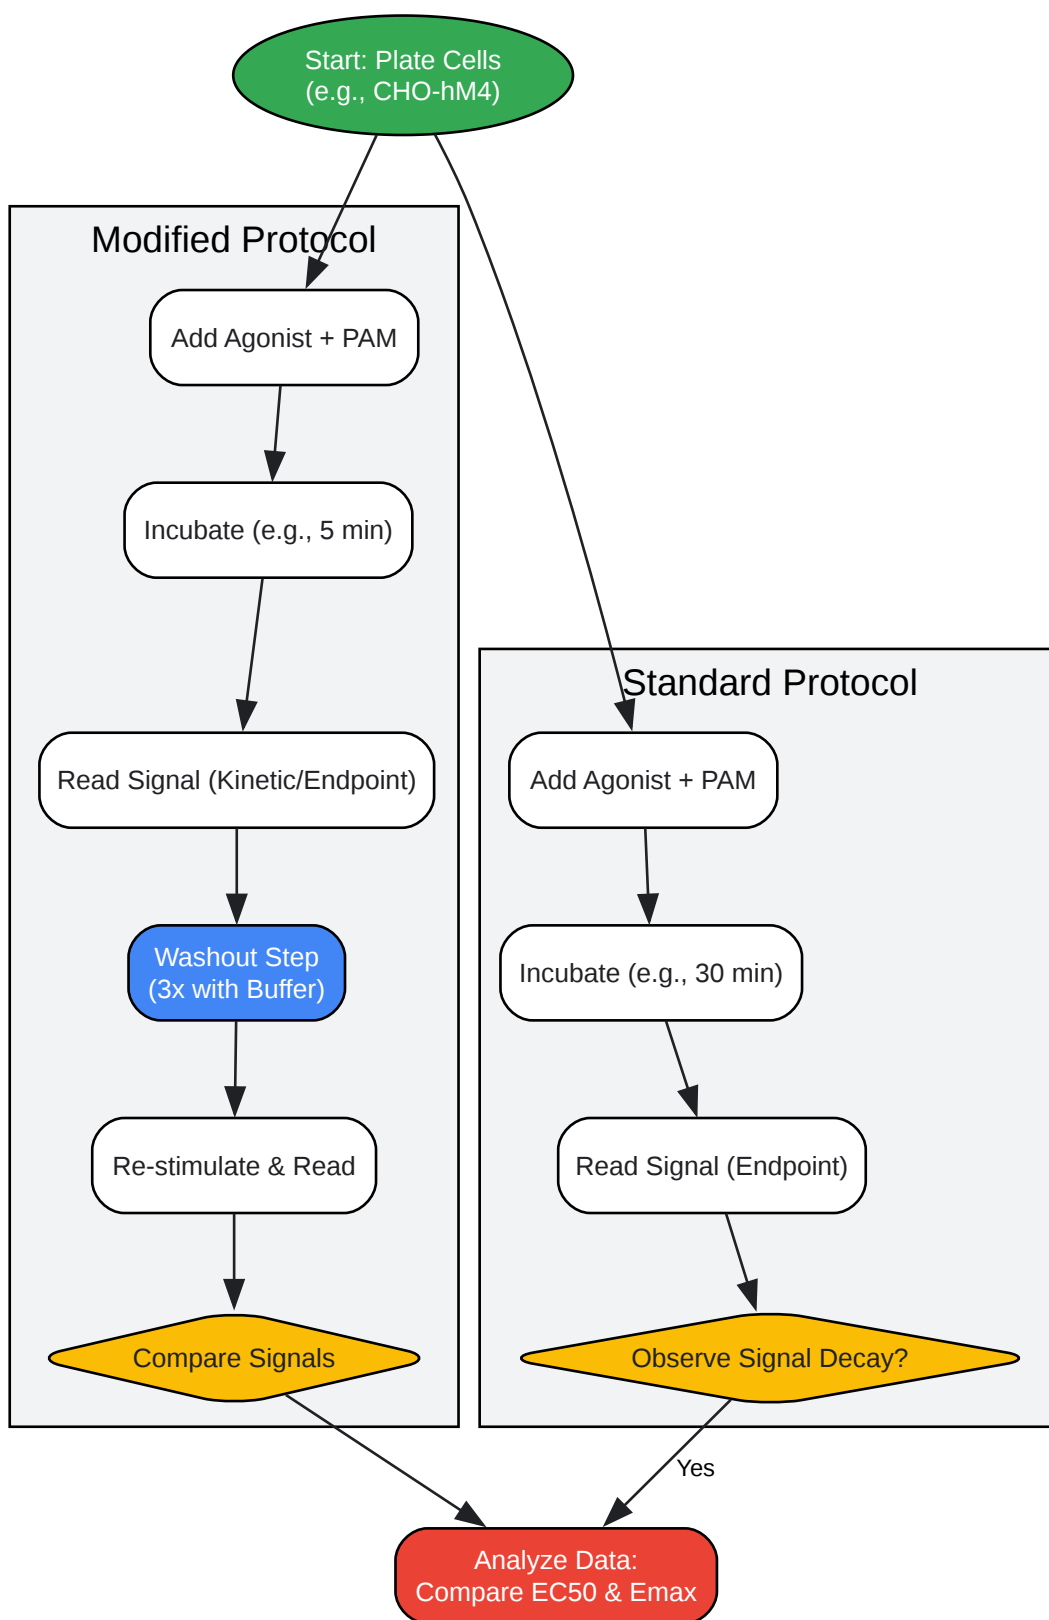 Start: Plate Cells
(e.g., CHO-hM4)
Modified Protocol
Add Agonist + PAM
Incubate (e.g., 5 min)
Read Signal (Kinetic/Endpoint)
Washout Step
(3x with Buffer)
Re-stimulate & Read
Compare Signals
Standard Protocol
Add Agonist + PAM
Incubate (e.g., 30 min)
Read Signal (Endpoint)
Observe Signal Decay?
Yes
Analyze Data:
Compare EC50 & Emax